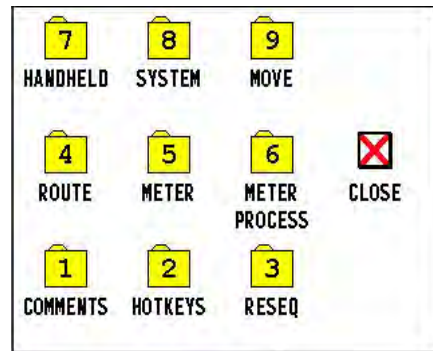 7 8 9
HANDHELD SYSTEM MOVE
4 5 6
ROUTE METER METER PROCESS CLOSE
1 2 3
COMMENTS HOTKEYS RESEQ